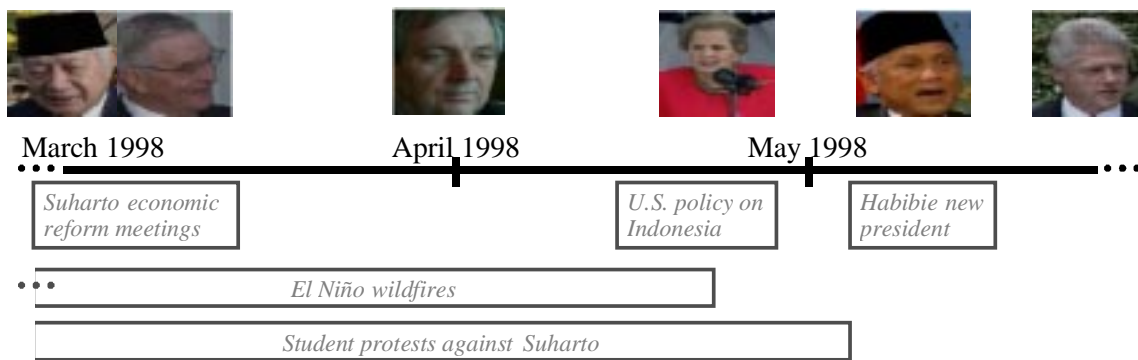 March 1998
April 1998
May 1998
Suharto economic
reform meetings
U.S. policy on
Indonesia
Habibie new
president
El Niño wildfires
Student protests against Suharto